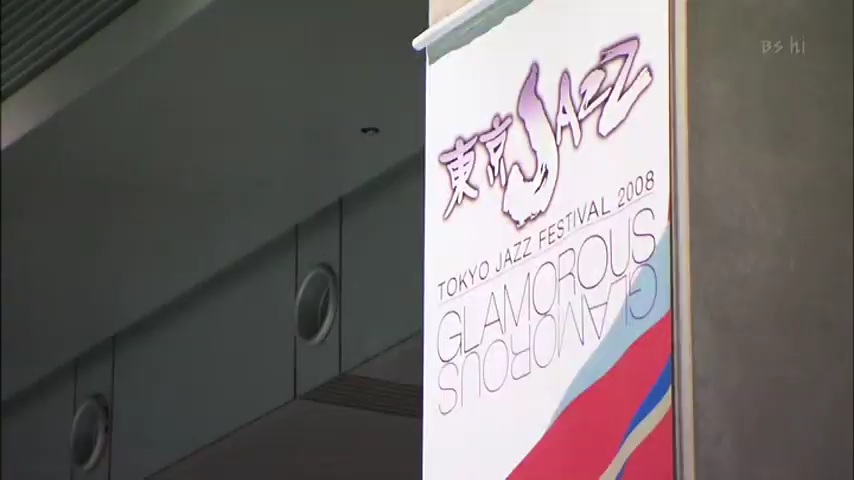 BS hi
東京JAZZ
TOKYO JAZZ FESTIVAL 2008
GLAMOROUS
GLAMOROUS